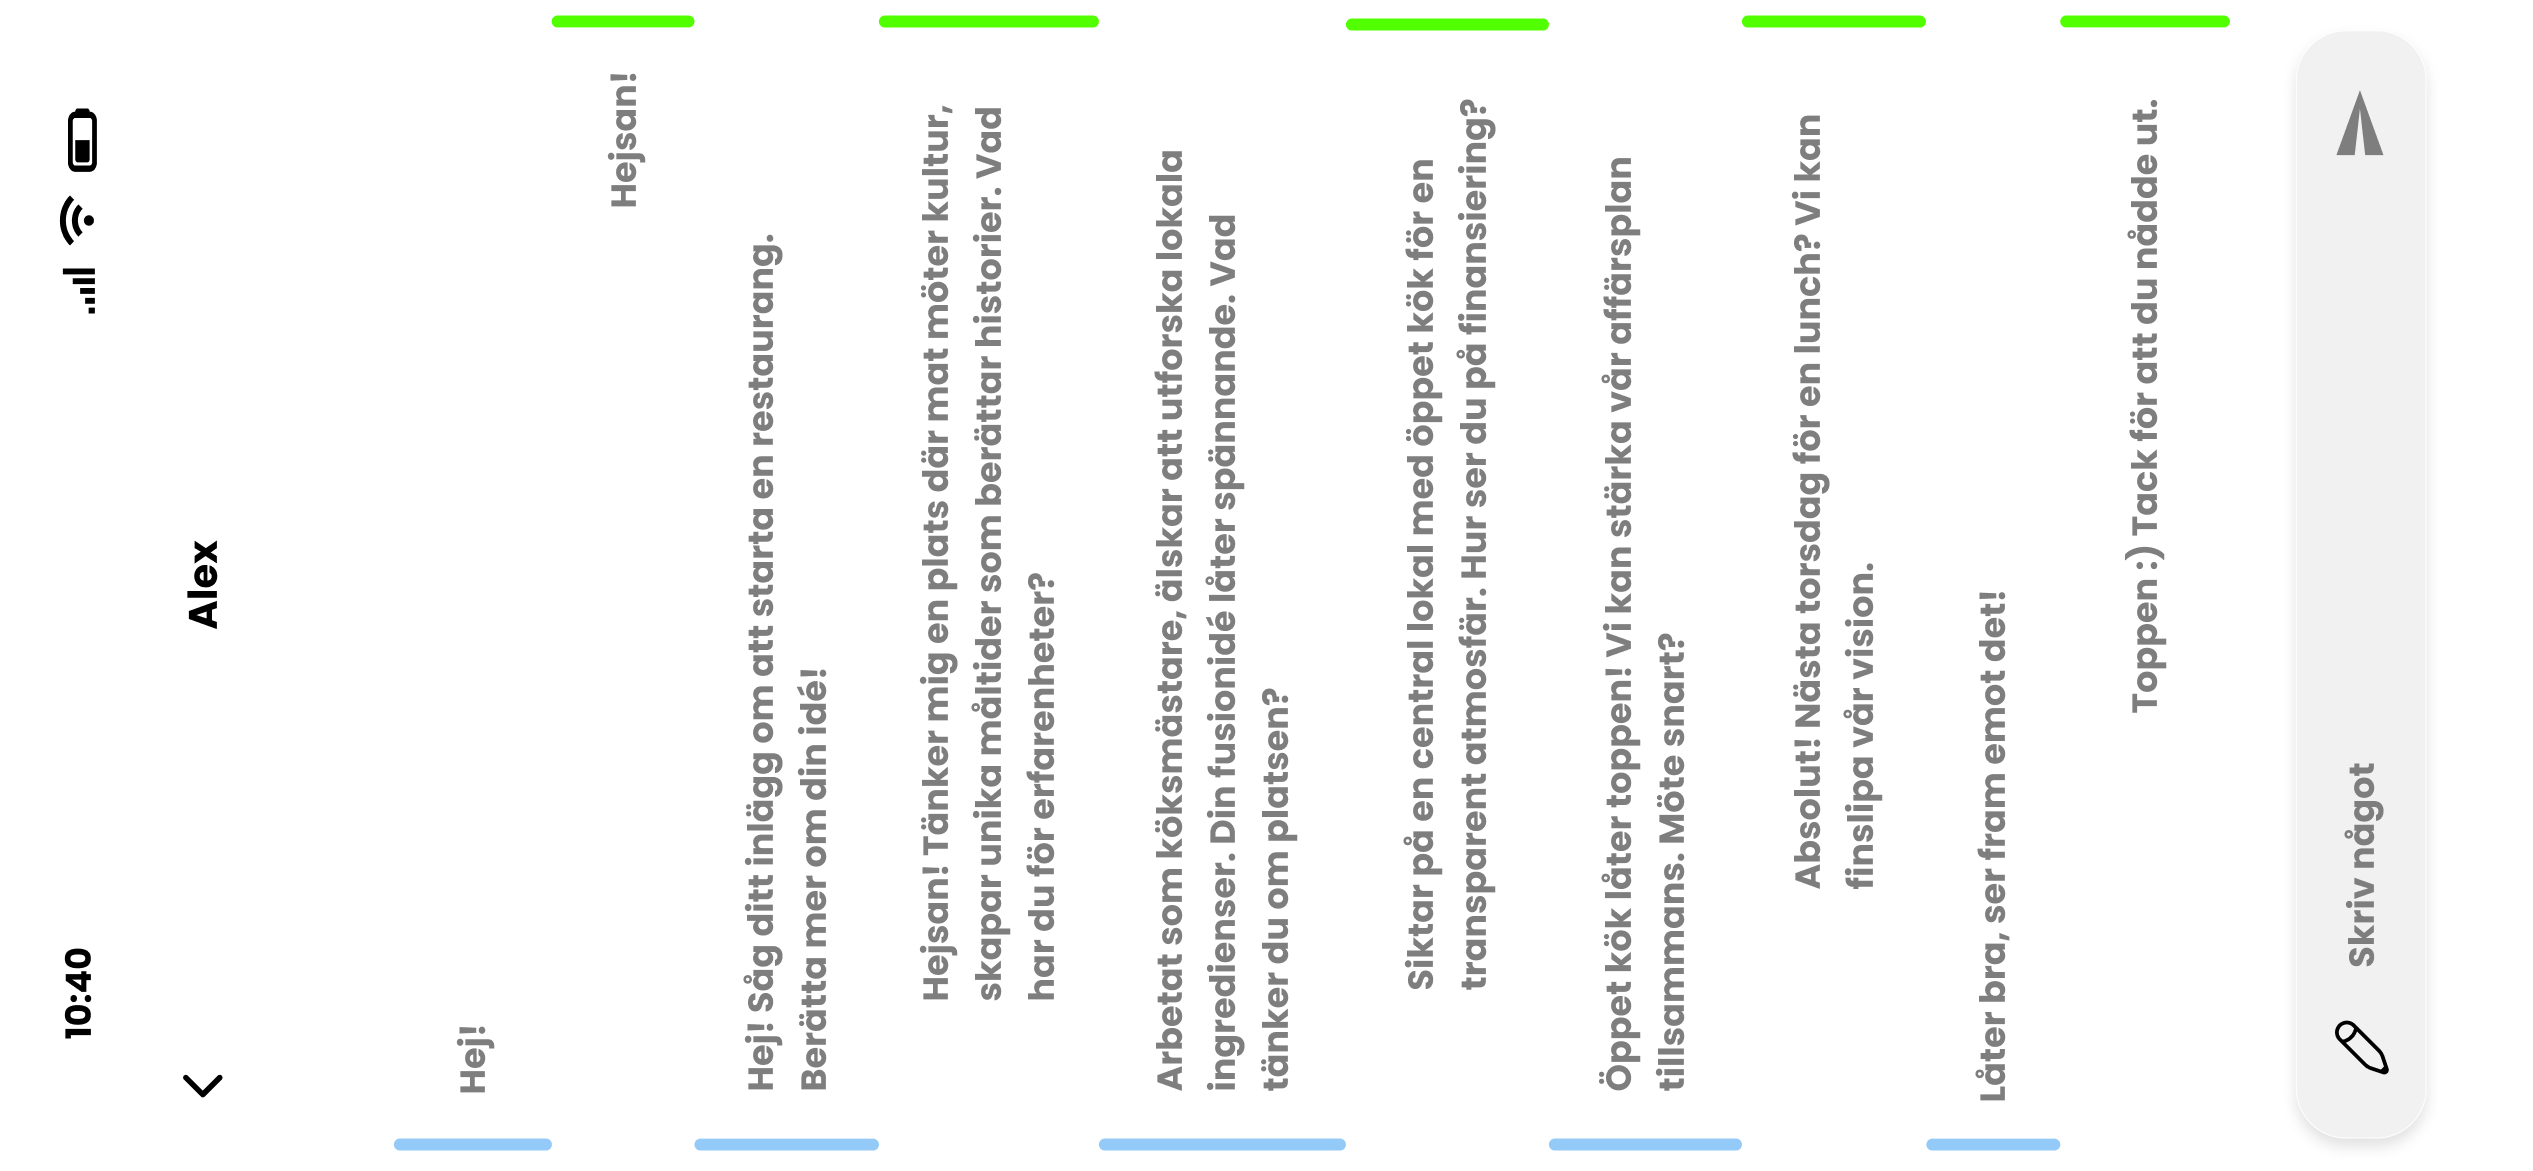 10:40
Alex
Hej!
Hejsan!
Hej! Såg ditt inlägg om att starta en restaurang.
Berätta mer om din idé!
Hejsan! Tänker mig en plats där mat möter kultur,
skapar unika måltider som berättar historier. Vad
har du för erfarenheter?
Arbetat som köksmästare, älskar att utforska lokala
ingredienser. Din fusionidé låter spännande. Vad
tänker du om platsen?
Siktar på en central lokal med öppet kök för en
transparent atmosfär. Hur ser du på finansiering?
Öppet kök låter toppen! Vi kan stärka vår affärsplan
tillsammans. Möte snart?
Absolut! Nästa torsdag för en lunch? Vi kan
finslipa vår vision.
Låter bra, ser fram emot det!
Toppen :) Tack för att du nådde ut.
Skriv något